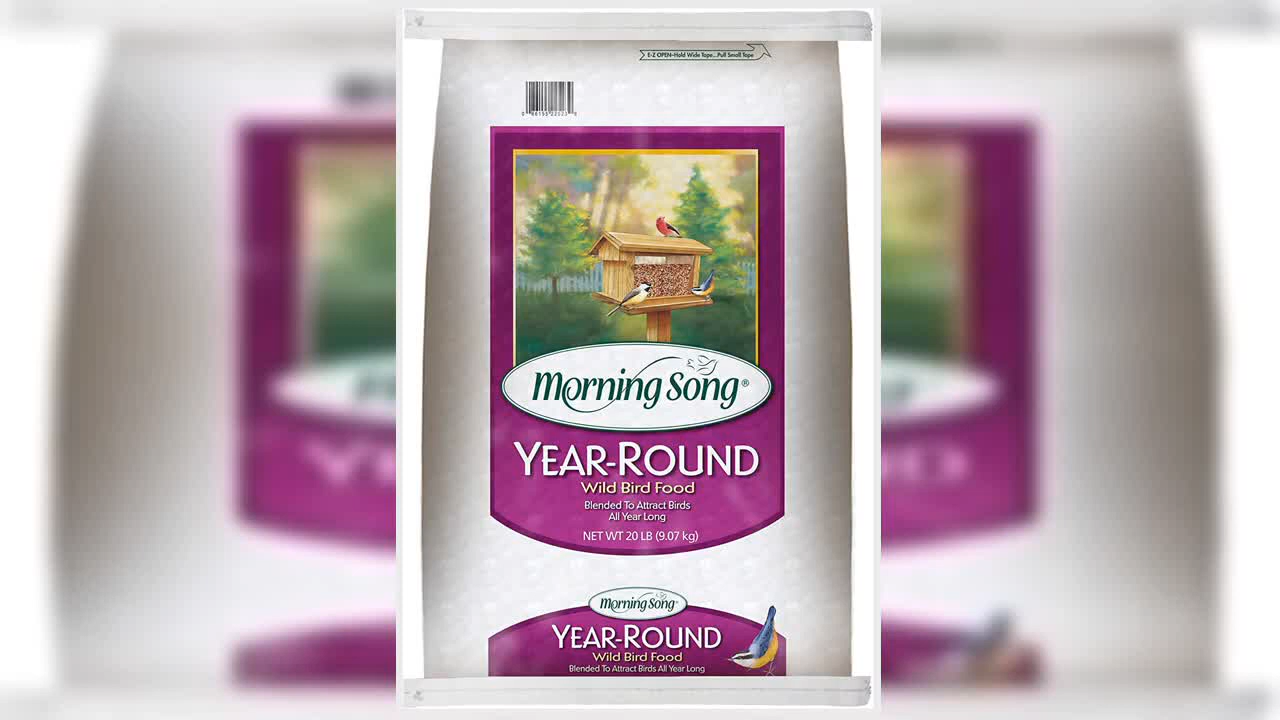 E-Z OPEN–Hold Wide Tape...Pull Small Tape
Morning Song®
YEAR-ROUND
Wild Bird Food
Blended To Attract Birds
All Year Long
NET WT 20 LB (9.07 kg)
Morning Song®
YEAR-ROUND
Wild Bird Food
Blended To Attract Birds All Year Long